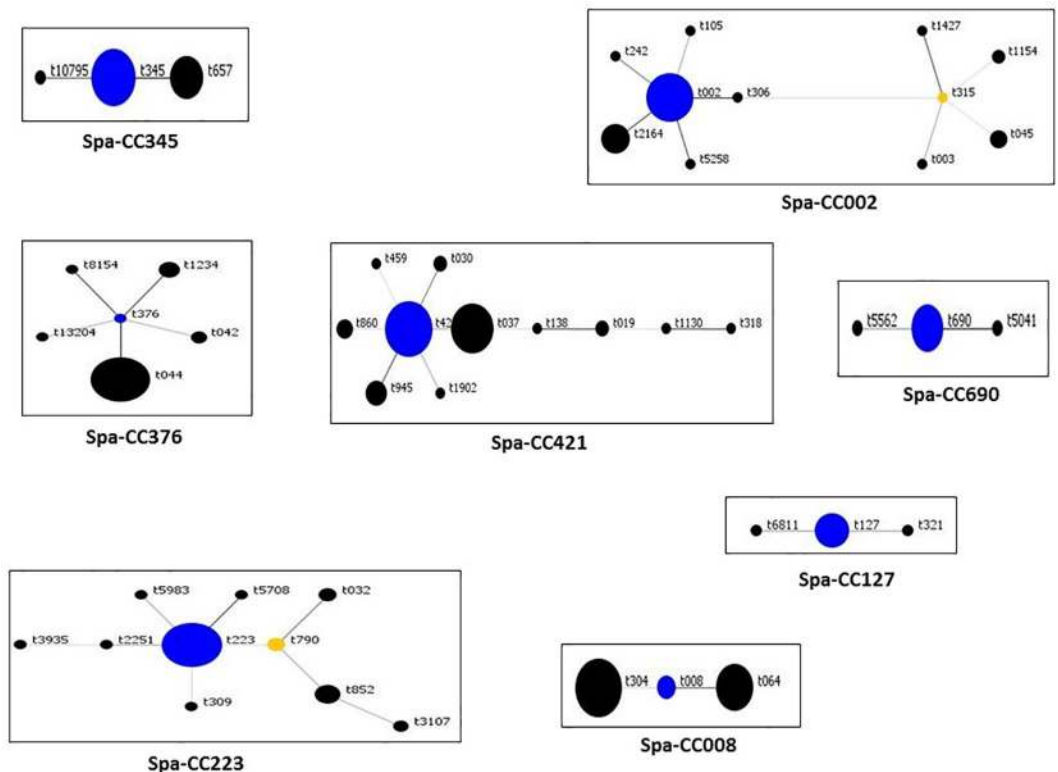 t10795
t345
t657
Spa-CC345
t105
t242
t002
t306
t2164
t5258
t1427
t1154
t315
t045
t003
Spa-CC002
t8154
t1234
t376
t13204
t042
t044
Spa-CC376
t459
t030
t860
t42
t037
t138
t019
t1130
t318
t945
t1902
Spa-CC421
t5562
t690
t5041
Spa-CC690
t6811
t127
t321
Spa-CC127
t5983
t5708
t032
t3935
t2251
t223
t790
t309
t852
t3107
Spa-CC223
t304
t008
t064
Spa-CC008